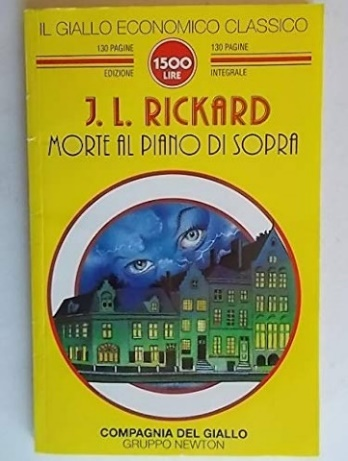 IL GIALLO ECONOMICO CLASSICO
130 PAGINE
EDIZIONE
1500
LIRE
130 PAGINE
INTEGRALE
J. L. RICKARD
MORTE AL PIANO DI SOPRA
COMPAGNIA DEL GIALLO
GRUPPO NEWTON